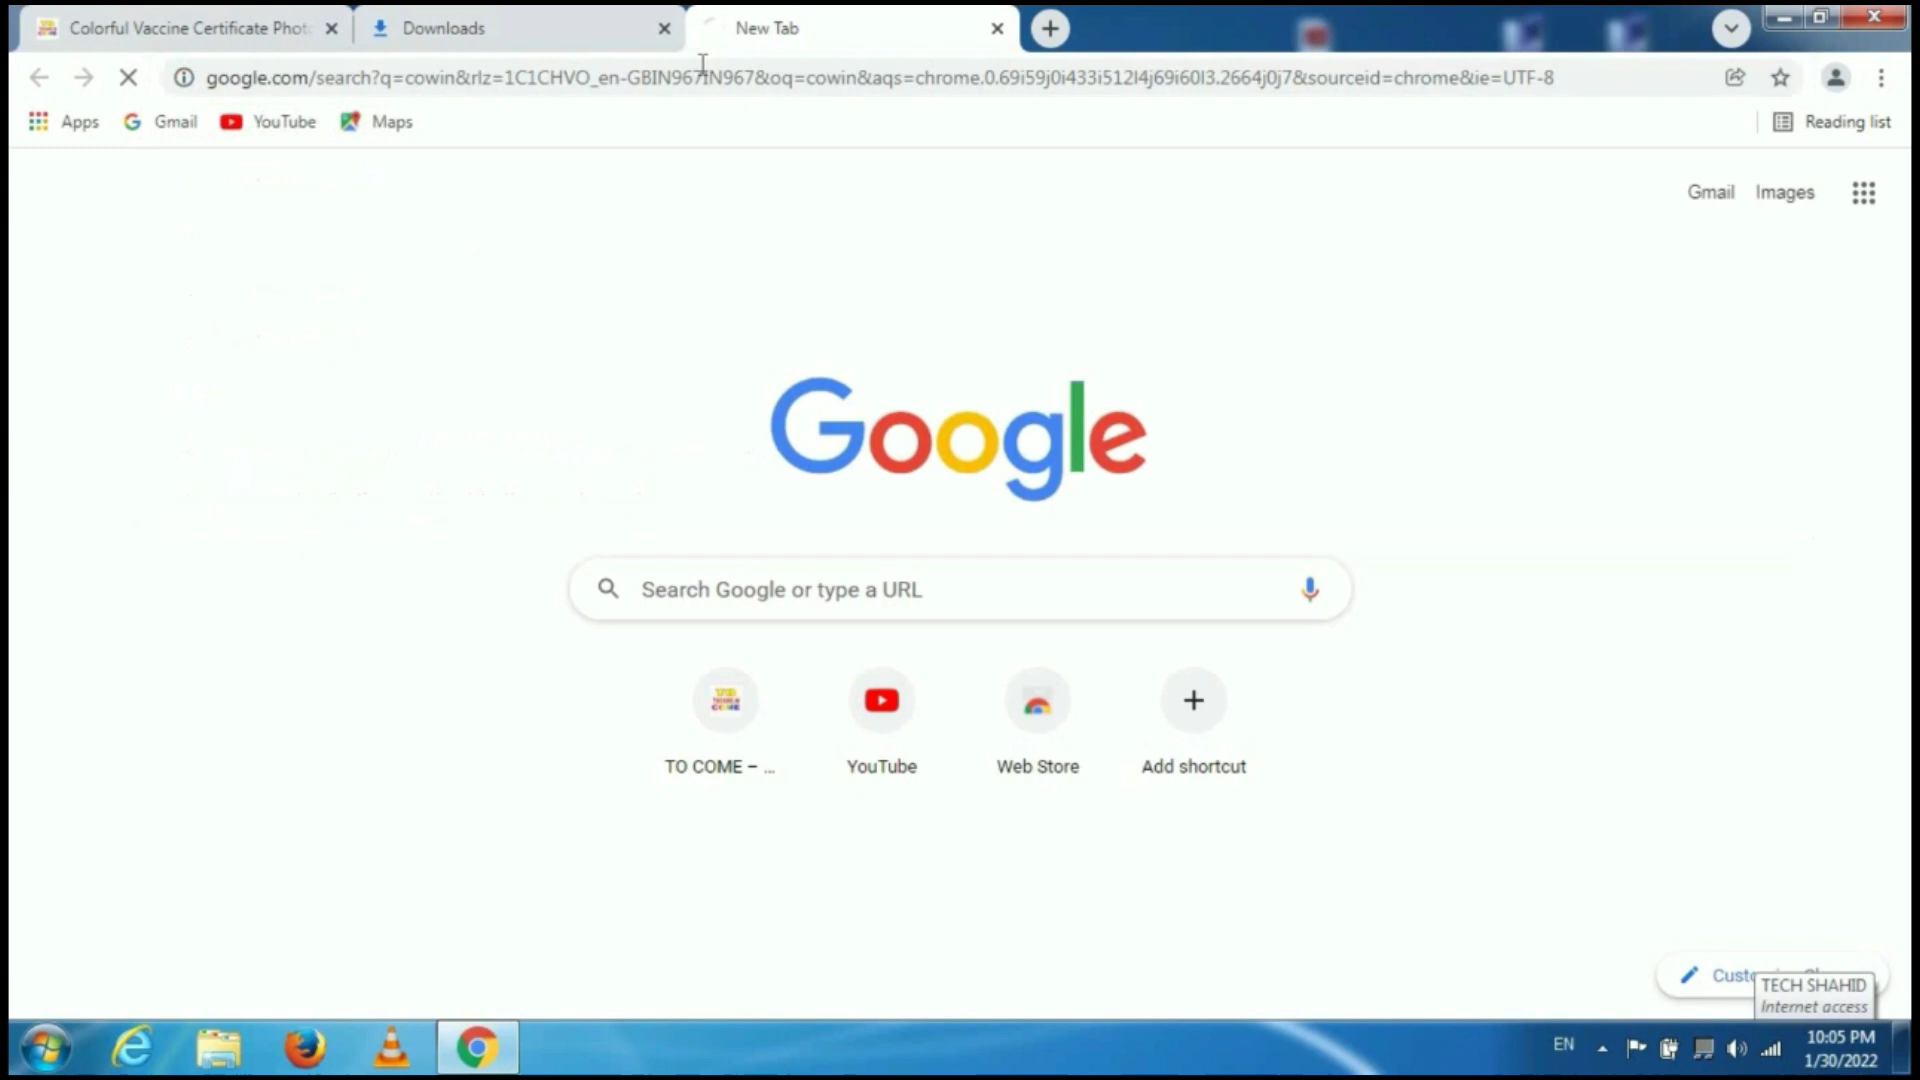 Colorful Vaccine Certificate Phot
Downloads
New Tab
google.com/search?q=cowin&rlz=1C1CHVO_en-GBIN967IN967&oq=cowin&aqs=chrome.0.69i59j0i433i512l4j69i60l3.2664j0j7&sourceid=chrome&ie=UTF-8
Apps
Gmail
YouTube
Maps
Reading list
Gmail
Images
Google
Search Google or type a URL
TO COME – ...
YouTube
Web Store
Add shortcut
TECH SHAHID
Internet access
EN
10:05 PM
1/30/2022